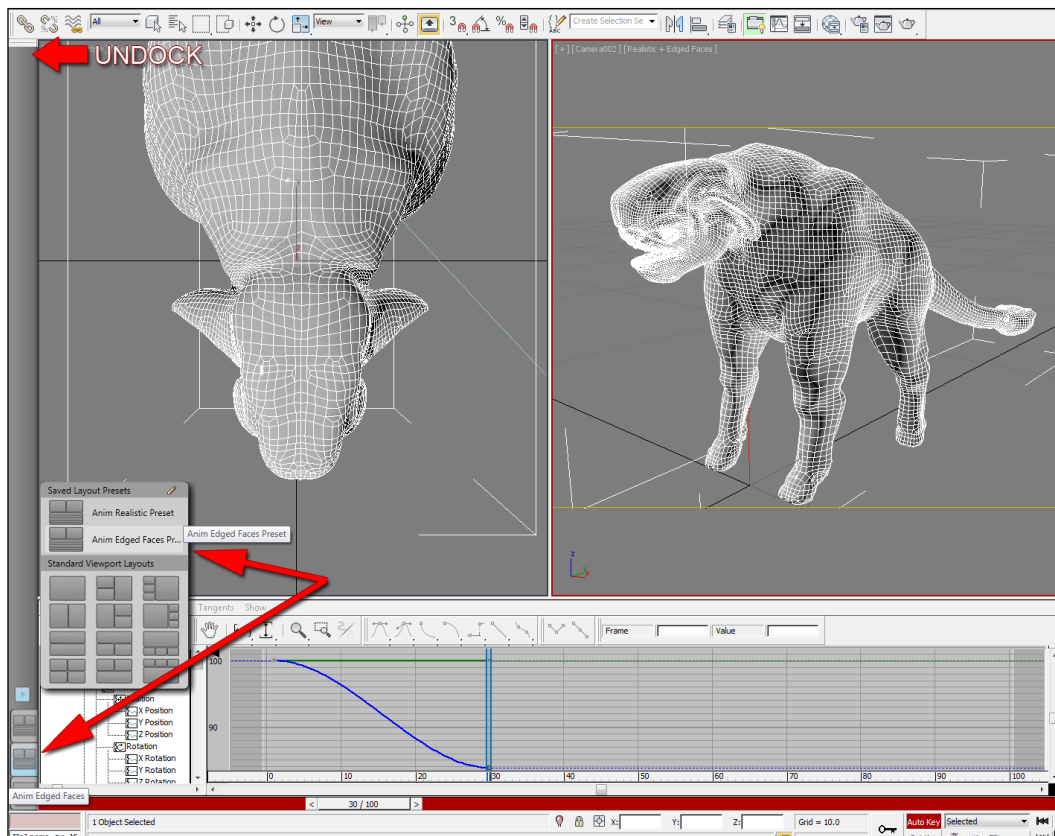 All
View
3
ABC
Create Selection Se
UNDOCK
[+] [Camera002] [Realistic + Edged Faces]
Saved Layout Presets
Anim Realistic Preset
Anim Edged Faces Pr...
Anim Edged Faces Preset
Standard Viewport Layouts
z
x
Tangents Show
Frame
Value
100
90
X Position
Y Position
Z Position
Rotation
X Rotation
Y Rotation
Z Rotation
0 10 20 30 40 50 60 70 80 90 100
Anim Edged Faces
< 30 / 100 >
1 Object Selected
X:
Y:
Z:
Grid = 10.0
Auto Key
Selected